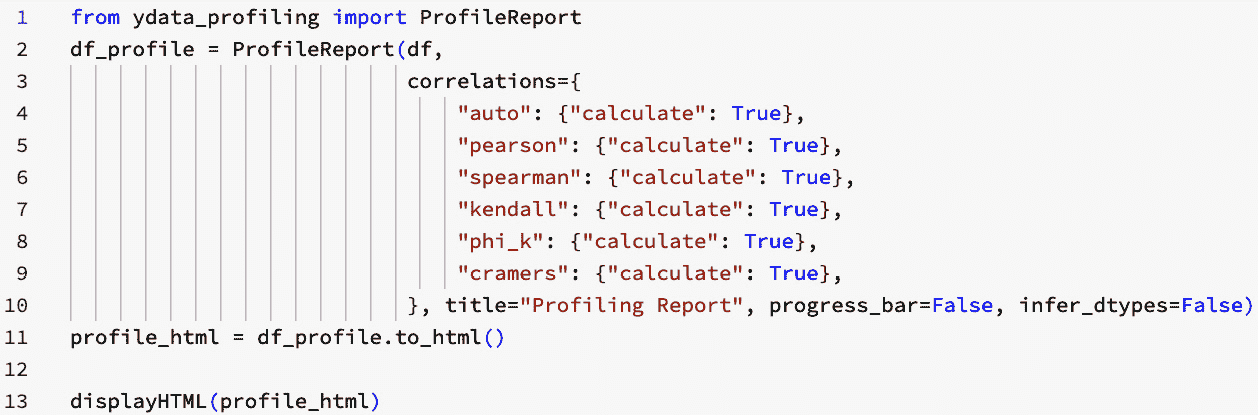 1 from ydata_profiling import ProfileReport
2 df_profile = ProfileReport(df,
3 correlations={
4 "auto": {"calculate": True},
5 "pearson": {"calculate": True},
6 "spearman": {"calculate": True},
7 "kendall": {"calculate": True},
8 "phi_k": {"calculate": True},
9 "cramers": {"calculate": True},
10 }, title="Profiling Report", progress_bar=False, infer_dtypes=False)
11 profile_html = df_profile.to_html()
12
13 displayHTML(profile_html)